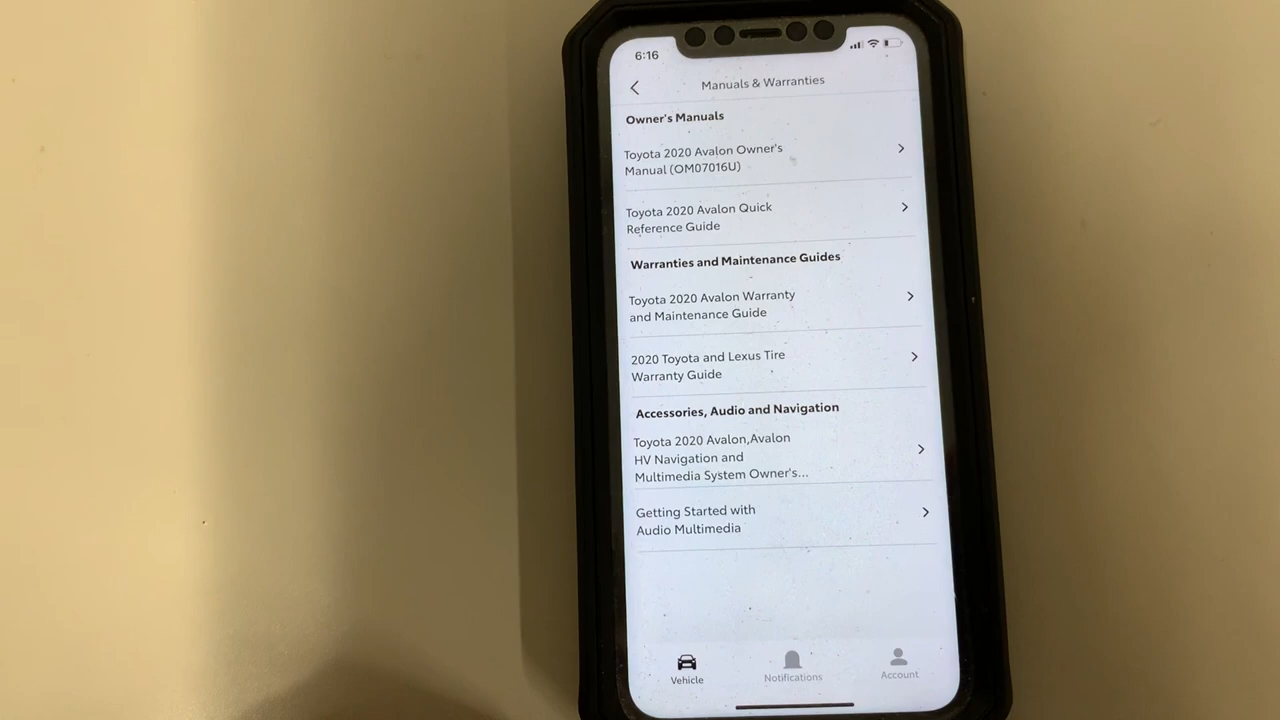 6:16
Manuals & Warranties
Owner's Manuals
Toyota 2020 Avalon Owner's
Manual (OM07016U)
Toyota 2020 Avalon Quick
Reference Guide
Warranties and Maintenance Guides
Toyota 2020 Avalon Warranty
and Maintenance Guide
2020 Toyota and Lexus Tire
Warranty Guide
Accessories, Audio and Navigation
Toyota 2020 Avalon,Avalon
HV Navigation and
Multimedia System Owner's...
Getting Started with
Audio Multimedia
Vehicle
Notifications
Account